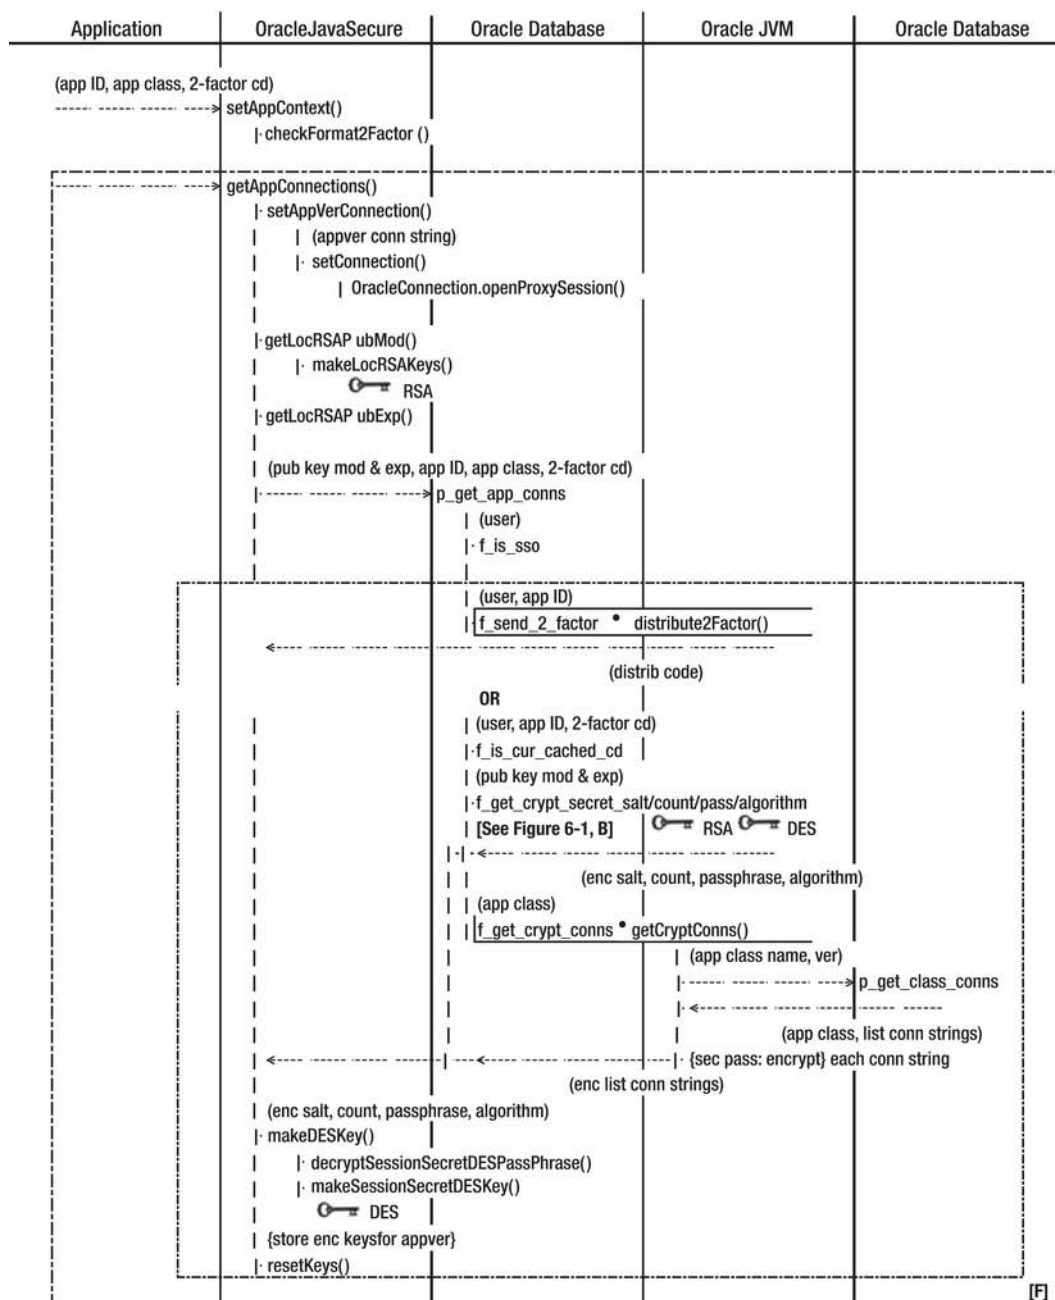 Application OracleJavaSecure Oracle Database Oracle JVM Oracle Database
(app ID, app class, 2-factor cd)
setAppContext()
checkFormat2Factor ()
getAppConnections()
setAppVerConnection()
(appver conn string)
setConnection()
OracleConnection.openProxySession()
getLocRSAP ubMod()
makeLocRSAKeys()
RSA
getLocRSAP ubExp()
(pub key mod & exp, app ID, app class, 2-factor cd)
p_get_app_conns
(user)
f_is_sso
(user, app ID)
f_send_2_factor • distribute2Factor()
(distrib code)
OR
(user, app ID, 2-factor cd)
f_is_cur_cached_cd
(pub key mod & exp)
f_get_crypt_secret_salt/count/pass/algorithm
[See Figure 6-1, B] RSA DES
(enc salt, count, passphrase, algorithm)
(app class)
f_get_crypt_conns • getCryptConns()
(app class name, ver)
p_get_class_conns
(app class, list conn strings)
{sec pass: encrypt} each conn string
(enc list conn strings)
(enc salt, count, passphrase, algorithm)
makeDESKey()
decryptSessionSecretDESPassPhrase()
makeSessionSecretDESKey()
DES
{store enc keysfor appver}
resetKeys()
[F]